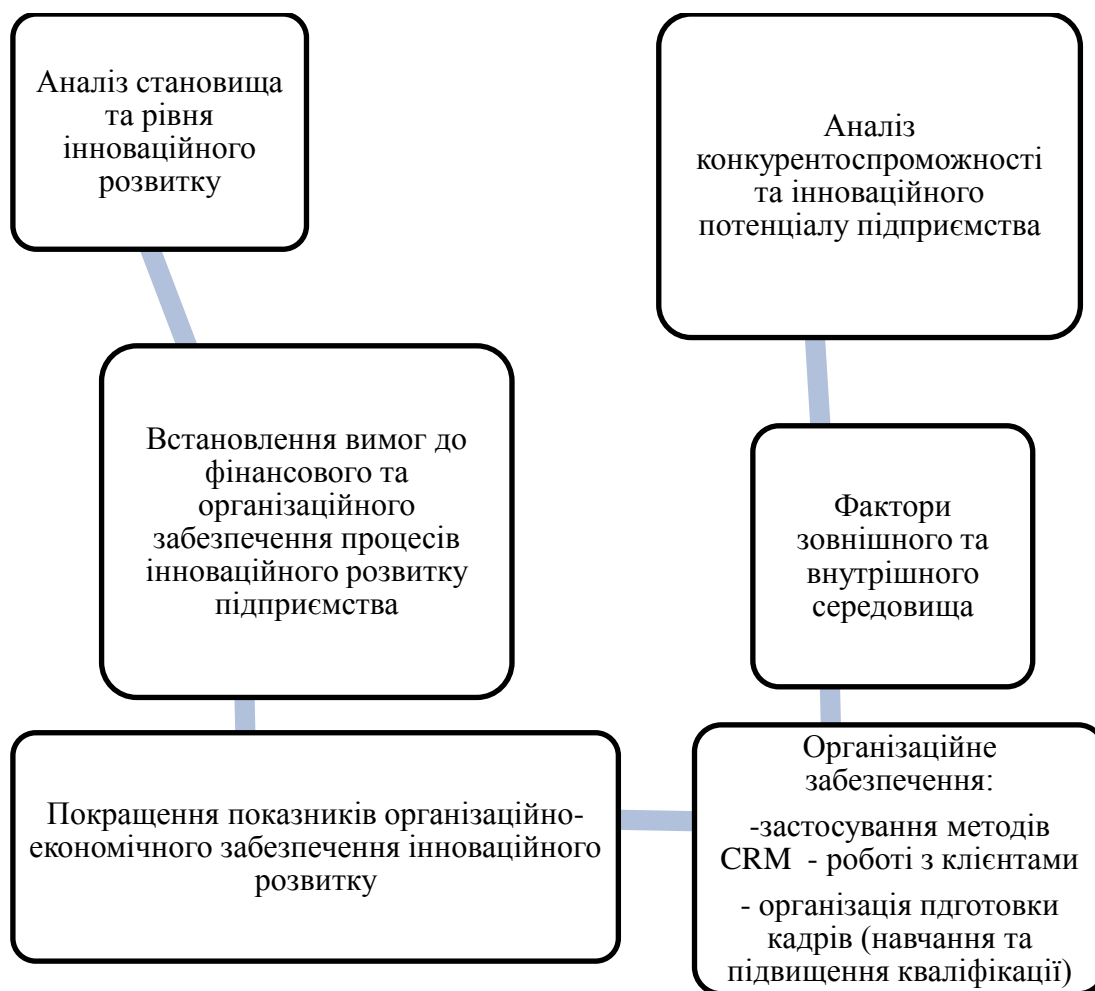 Аналіз становища
та рівня
інноваційного
розвитку
Встановлення вимог до
фінансового та
організаційного
забезпечення процесів
інноваційного розвитку
підприємства
Покращення показників організаційно-
економічного забезпечення інноваційного
розвитку
Організаційне
забезпечення:
-застосування методів
CRM - роботі з клієнтами
- організація пдготовки
кадрів (навчання та
підвищення кваліфікації)
Фактори
зовнішного та
внутрішного
середовища
Аналіз
конкурентоспроможності
та інноваційного
потенціалу підприємства